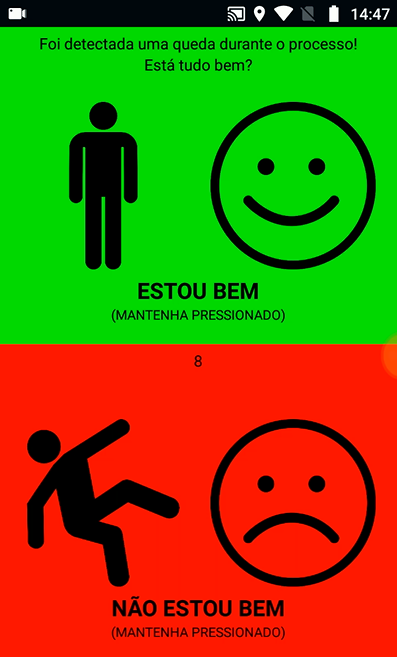 14:47
Foi detectada uma queda durante o processo!
Está tudo bem?
ESTOU BEM
(MANTENHA PRESSIONADO)
8
NÃO ESTOU BEM
(MANTENHA PRESSIONADO)